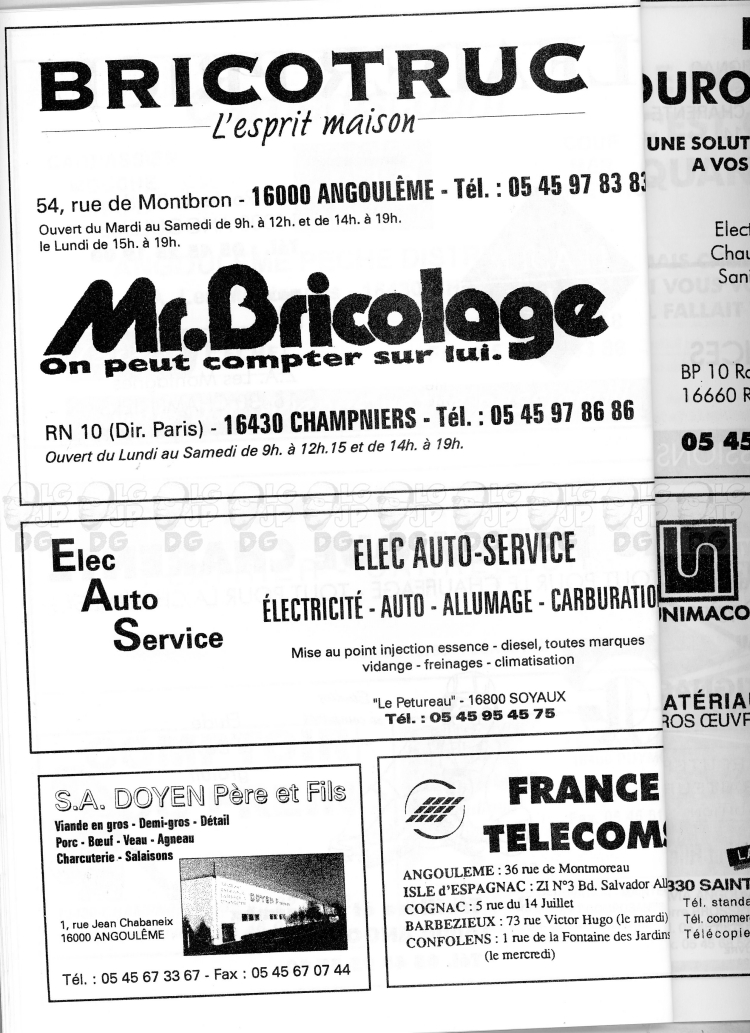 BRICOTRUC
L'esprit maison
54, rue de Montbron - 16000 ANGOULÊME - Tél. : 05 45 97 83 83
Ouvert du Mardi au Samedi de 9h. à 12h. et de 14h. à 19h.
le Lundi de 15h. à 19h.
Mr.Bricolage
On peut compter sur lui.
RN 10 (Dir. Paris) - 16430 CHAMPNIERS - Tél. : 05 45 97 86 86
Ouvert du Lundi au Samedi de 9h. à 12h.15 et de 14h. à 19h.
Elec
Auto
Service
ELEC AUTO-SERVICE
ÉLECTRICITÉ - AUTO - ALLUMAGE - CARBURATIO
Mise au point injection essence - diesel, toutes marques
vidange - freinages - climatisation
"Le Petureau" - 16800 SOYAUX
Tél. : 05 45 95 45 75
S.A. DOYEN Père et Fils
Viande en gros - Demi-gros - Détail
Porc - Bœuf - Veau - Agneau
Charcuterie - Salaisons
DOYEN
1, rue Jean Chabaneix
16000 ANGOULÊME
Tél. : 05 45 67 33 67 - Fax : 05 45 67 07 44
FRANCE
TELECOM
ANGOULEME : 36 rue de Montmoreau
ISLE d'ESPAGNAC : ZI N°3 Bd. Salvador All
COGNAC : 5 rue du 14 Juillet
BARBEZIEUX : 73 rue Victor Hugo (le mardi)
CONFOLENS : 1 rue de la Fontaine des Jardins
(le mercredi)
URO
UNE SOLUT
A VOS
Elec
Chau
San
BP 10 Ro
16660 R
05 45
NIMACO
ATÉRIA
ROS ŒUVR
LA
330 SAINT
Tél. standa
Tél. commer
Télécopie
LG
JP
DG